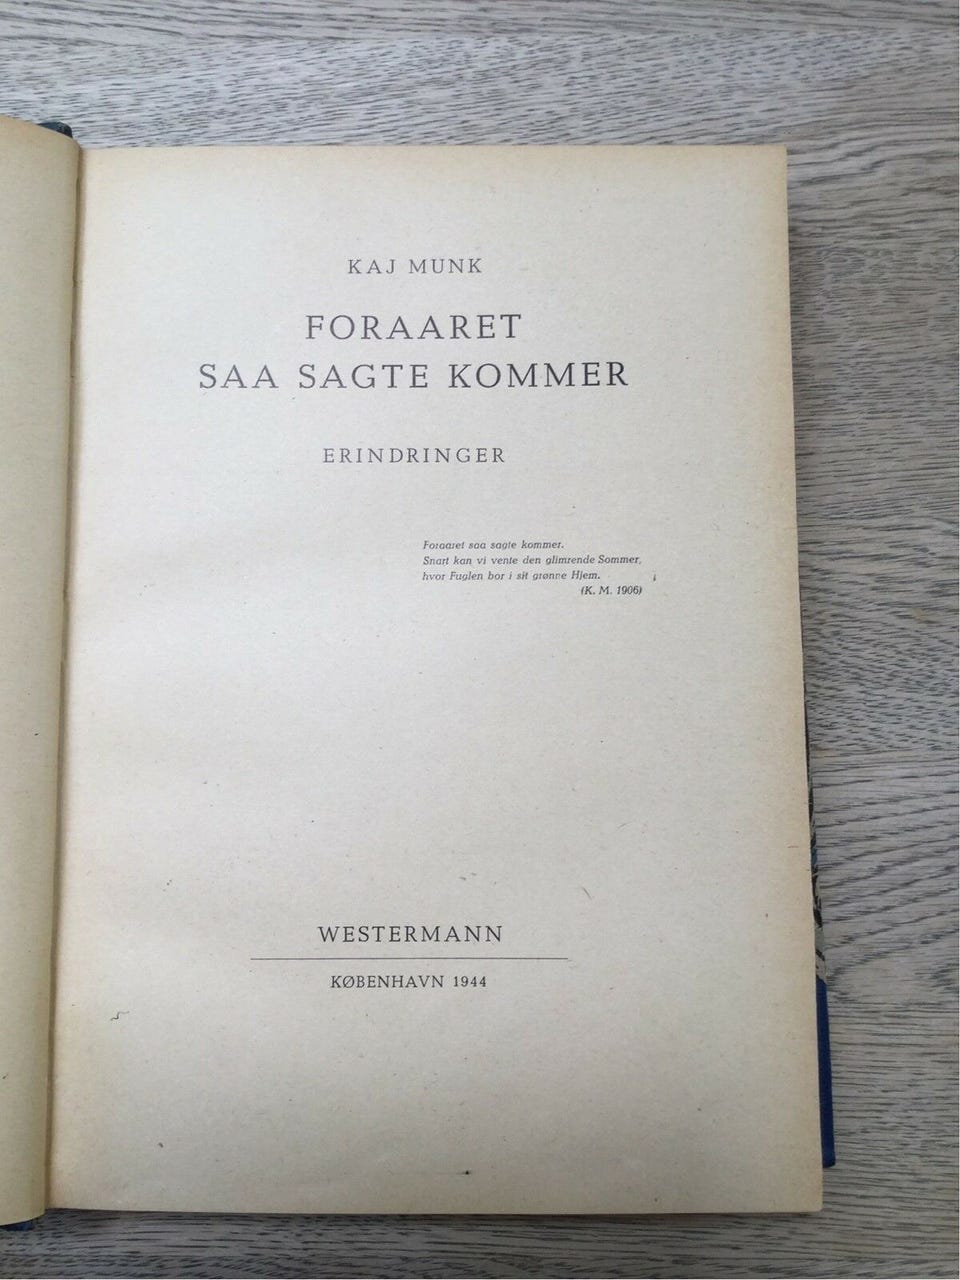 KAJ MUNK
FORAARET
SAA SAGTE KOMMER
ERINDRINGER
Foraaret saa sagte kommer.
Snart kan vi vente den glimrende Sommer,
hvor Fuglen bor i sit grønne Hjem.
(K. M. 1906)
WESTERMANN
KØBENHAVN 1944